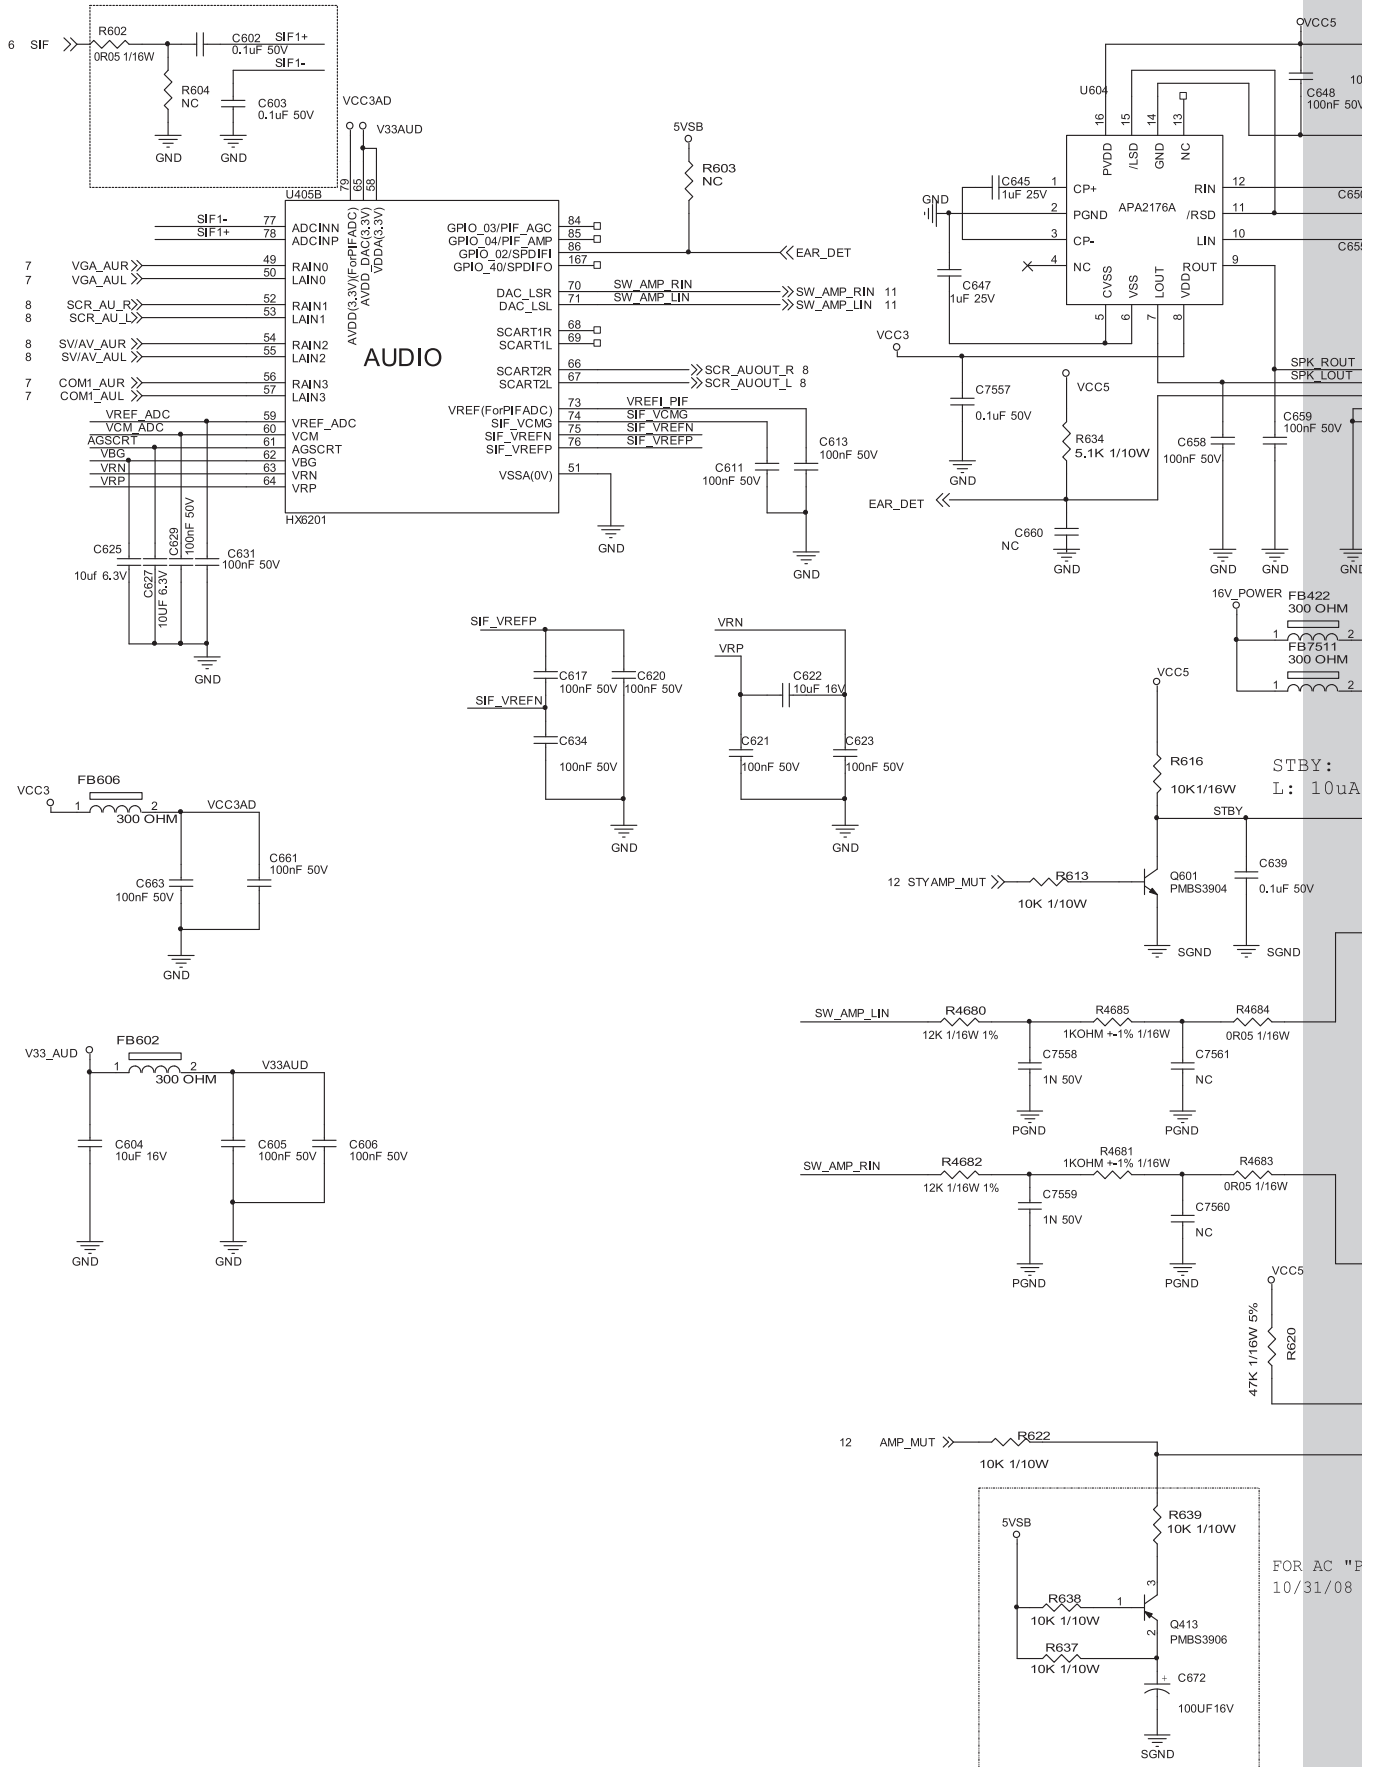 6 SIF
R602
0R05 1/16W
C602
0.1uF 50V
SIF1+
SIF1-
R604
NC
C603
0.1uF 50V
GND
GND
VCC3AD
V33AUD
79
65
58
U405B
AVDD(3.3V)(ForPIFADC)
AVDD_DAC(3.3V)
VDDA(3.3V)
AUDIO
HX6201
SIF1- 77 ADCINN
SIF1+ 78 ADCINP
7 VGA_AUR 49 RAIN0
7 VGA_AUL 50 LAIN0
8 SCR_AU_R 52 RAIN1
8 SCR_AU_L 53 LAIN1
8 SV/AV_AUR 54 RAIN2
8 SV/AV_AUL 55 LAIN2
7 COM1_AUR 56 RAIN3
7 COM1_AUL 57 LAIN3
VREF_ADC 59 VREF_ADC
VCM_ADC 60 VCM
AGSCRT 61 AGSCRT
VBG 62 VBG
VRN 63 VRN
VRP 64 VRP
GPIO_03/PIF_AGC 84
GPIO_04/PIF_AMP 85
GPIO_02/SPDIFI 86 EAR_DET
GPIO_40/SPDIFO 167
DAC_LSR 70 SW_AMP_RIN SW_AMP_RIN 11
DAC_LSL 71 SW_AMP_LIN SW_AMP_LIN 11
SCART1R 68
SCART1L 69
SCART2R 66 SCR_AUOUT_R 8
SCART2L 67 SCR_AUOUT_L 8
VREF(ForPIFADC) 73 VREFI_PIF
SIF_VCMG 74 SIF_VCMG
SIF_VREFN 75 SIF_VREFN
SIF_VREFP 76 SIF_VREFP
VSSA(0V) 51
GND
5VSB
R603
NC
C611
100nF 50V
C613
100nF 50V
GND
C625
10uf 6.3V
C627
10UF 6.3V
C629
100nF 50V
C631
100nF 50V
GND
VCC5
C648
100nF 50V
10
U604
16 PVDD
15 /LSD
14 GND
13 NC
APA2176A
1 CP+
2 PGND
3 CP-
4 NC
RIN 12
/RSD 11
LIN 10
ROUT 9
5 CVSS
6 VSS
7 LOUT
8 VDD
C645
1uF 25V
GND
C647
1uF 25V
C650
C655
VCC3
C7557
0.1uF 50V
GND
VCC5
R634
5.1K 1/10W
EAR_DET
C660
NC
GND
SPK_ROUT
SPK_LOUT
C658
100nF 50V
C659
100nF 50V
GND
GND
GND
16V_POWER
FB422
300 OHM
1 2
FB7511
300 OHM
1 2
SIF_VREFP
C617
100nF 50V
C620
100nF 50V
SIF_VREFN
C634
100nF 50V
GND
VRN
VRP
C622
10uF 16V
C621
100nF 50V
C623
100nF 50V
GND
VCC3
FB606
1 2
300 OHM
VCC3AD
C663
100nF 50V
C661
100nF 50V
GND
VCC5
R616
10K1/16W
STBY:
L: 10uA
STBY
12 STYAMP_MUT
R613
10K 1/10W
Q601
PMBS3904
C639
0.1uF 50V
SGND
SGND
V33_AUD
FB602
1 2
300 OHM
V33AUD
C604
10uF 16V
C605
100nF 50V
C606
100nF 50V
GND
GND
SW_AMP_LIN
R4680
12K 1/16W 1%
R4685
1KOHM +-1% 1/16W
R4684
0R05 1/16W
C7558
1N 50V
C7561
NC
PGND
PGND
SW_AMP_RIN
R4682
12K 1/16W 1%
R4681
1KOHM +-1% 1/16W
R4683
0R05 1/16W
C7559
1N 50V
C7560
NC
PGND
PGND
VCC5
47K 1/16W 5%
R620
12 AMP_MUT
R622
10K 1/10W
R639
10K 1/10W
5VSB
R638
10K 1/10W
1
3
2
Q413
PMBS3906
R637
10K 1/10W
+
C672
100UF16V
SGND
FOR AC "P
10/31/08